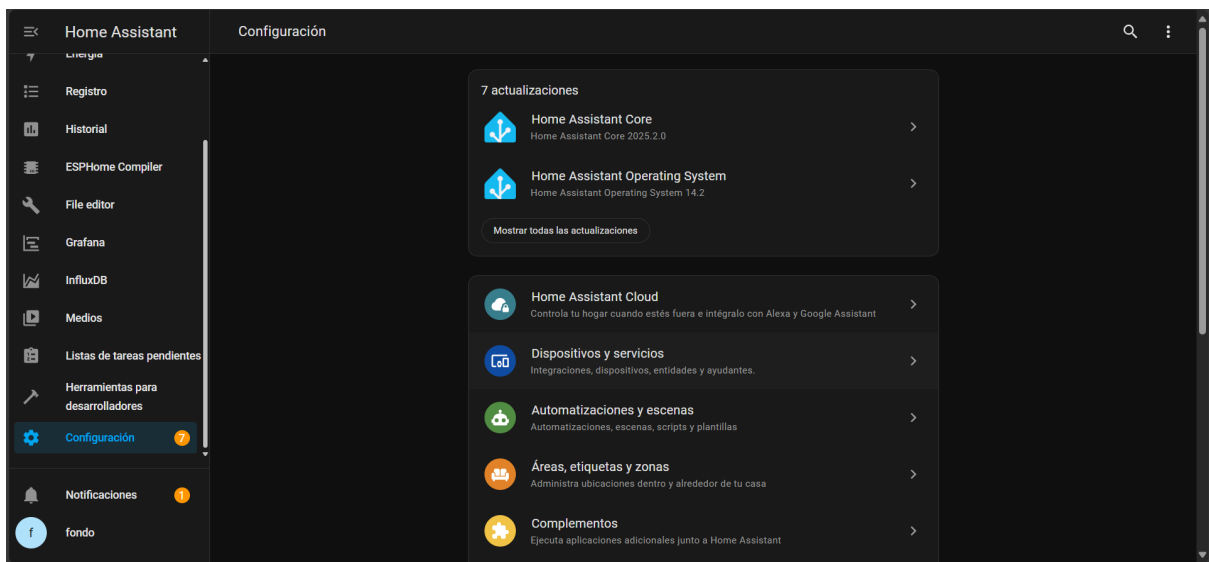 Home Assistant
Energía
Registro
Historial
ESPHome Compiler
File editor
Grafana
InfluxDB
Medios
Listas de tareas pendientes
Herramientas para
desarrolladores
Configuración 7
Notificaciones 1
f fondo
Configuración
7 actualizaciones
Home Assistant Core
Home Assistant Core 2025.2.0
Home Assistant Operating System
Home Assistant Operating System 14.2
Mostrar todas las actualizaciones
Home Assistant Cloud
Controla tu hogar cuando estés fuera e intégralo con Alexa y Google Assistant
Dispositivos y servicios
Integraciones, dispositivos, entidades y ayudantes.
Automatizaciones y escenas
Automatizaciones, escenas, scripts y plantillas
Áreas, etiquetas y zonas
Administra ubicaciones dentro y alrededor de tu casa
Complementos
Ejecuta aplicaciones adicionales junto a Home Assistant